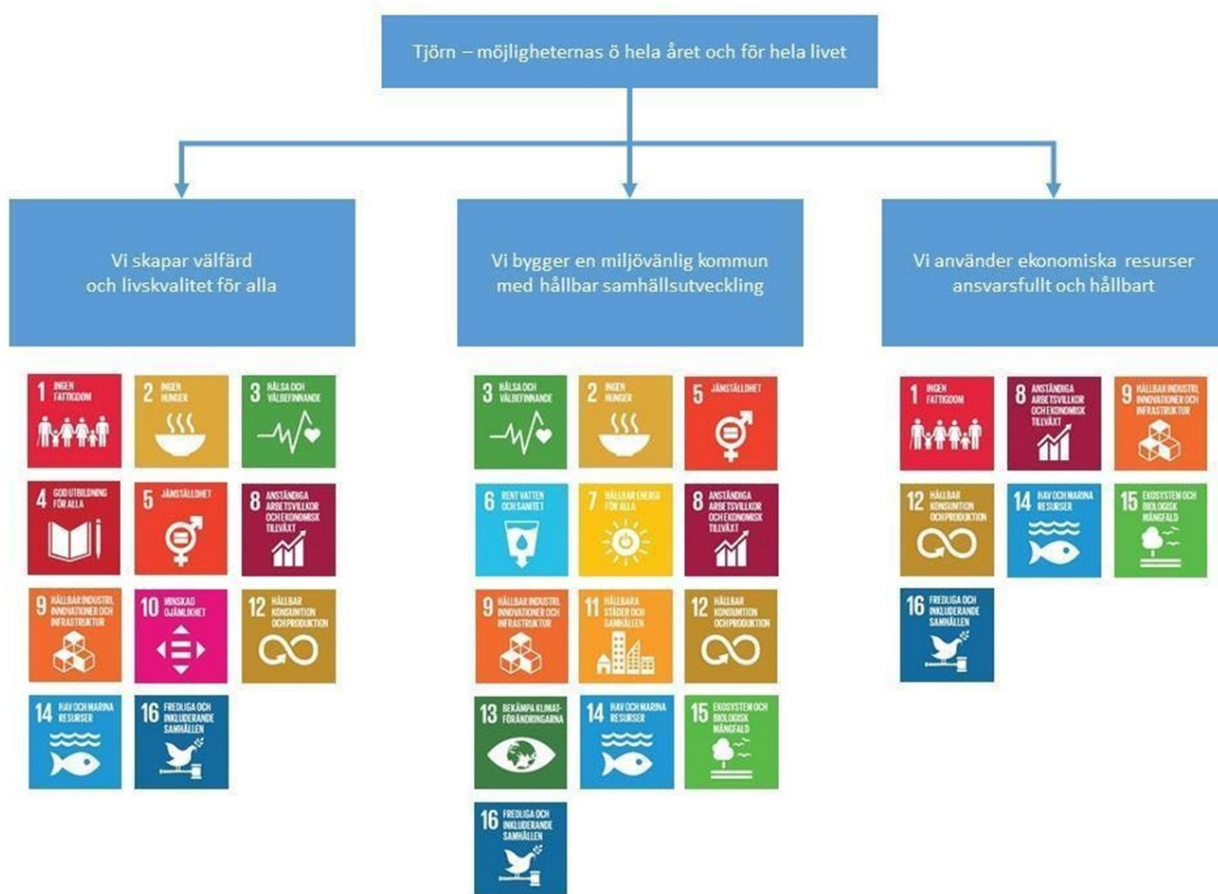 Tjörn – möjligheternas ö hela året och för hela livet
Vi skapar välfärd
och livskvalitet för alla
1 INGEN
FATTIGDOM
2 INGEN
HUNGER
3 HÄLSA OCH
VÄLBEFINNANDE
4 GOD UTBILDNING
FÖR ALLA
5 JÄMSTÄLLDHET
8 ANSTÄNDIGA
ARBETSVILLKOR
OCH EKONOMISK
TILLVÄXT
9 HÅLLBAR INDUSTRI,
INNOVATIONER OCH
INFRASTRUKTUR
10 MINSKAD
OJÄMLIKHET
12 HÅLLBAR
KONSUMTION
OCH PRODUKTION
14 HAV OCH MARINA
RESURSER
16 FREDLIGA OCH
INKLUDERANDE
SAMHÄLLEN
Vi bygger en miljövänlig kommun
med hållbar samhällsutveckling
3 HÄLSA OCH
VÄLBEFINNANDE
2 INGEN
HUNGER
5 JÄMSTÄLLDHET
6 RENT VATTEN
OCH SANITET
7 HÅLLBAR ENERGI
FÖR ALLA
8 ANSTÄNDIGA
ARBETSVILLKOR
OCH EKONOMISK
TILLVÄXT
9 HÅLLBAR INDUSTRI,
INNOVATIONER OCH
INFRASTRUKTUR
11 HÅLLBARA
STÄDER OCH
SAMHÄLLEN
12 HÅLLBAR
KONSUMTION
OCH PRODUKTION
13 BEKÄMPA KLIMAT-
FÖRÄNDRINGARNA
14 HAV OCH MARINA
RESURSER
15 EKOSYSTEM OCH
BIOLOGISK
MÅNGFALD
16 FREDLIGA OCH
INKLUDERANDE
SAMHÄLLEN
Vi använder ekonomiska resurser
ansvarsfullt och hållbart
1 INGEN
FATTIGDOM
8 ANSTÄNDIGA
ARBETSVILLKOR
OCH EKONOMISK
TILLVÄXT
9 HÅLLBAR INDUSTRI,
INNOVATIONER OCH
INFRASTRUKTUR
12 HÅLLBAR
KONSUMTION
OCH PRODUKTION
14 HAV OCH MARINA
RESURSER
15 EKOSYSTEM OCH
BIOLOGISK
MÅNGFALD
16 FREDLIGA OCH
INKLUDERANDE
SAMHÄLLEN